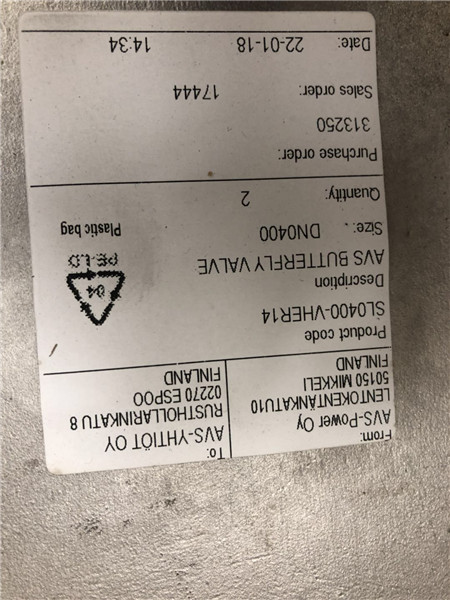 From:
AVS-Power Oy
LENTOKENTÄNKATU10
50150 MIKKELI
FINLAND
To:
AVS-YHTIÖT OY
RUSTHOLLARINKATU 8
02270 ESPOO
FINLAND
Product code
SL0400-VHER14
Description
AVS BUTTERFLY VALVE
Size: DN0400
Quantity: 2
04
PE-LD
Plastic bag
Purchase order:
313250
Sales order: 17444
Date: 22-01-18 14:34